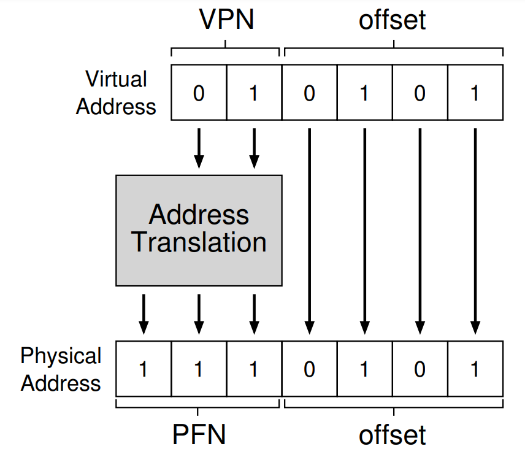 VPN offset
Virtual
Address
0 1 0 1 0 1
Address
Translation
Physical
Address
1 1 1 0 1 0 1
PFN offset